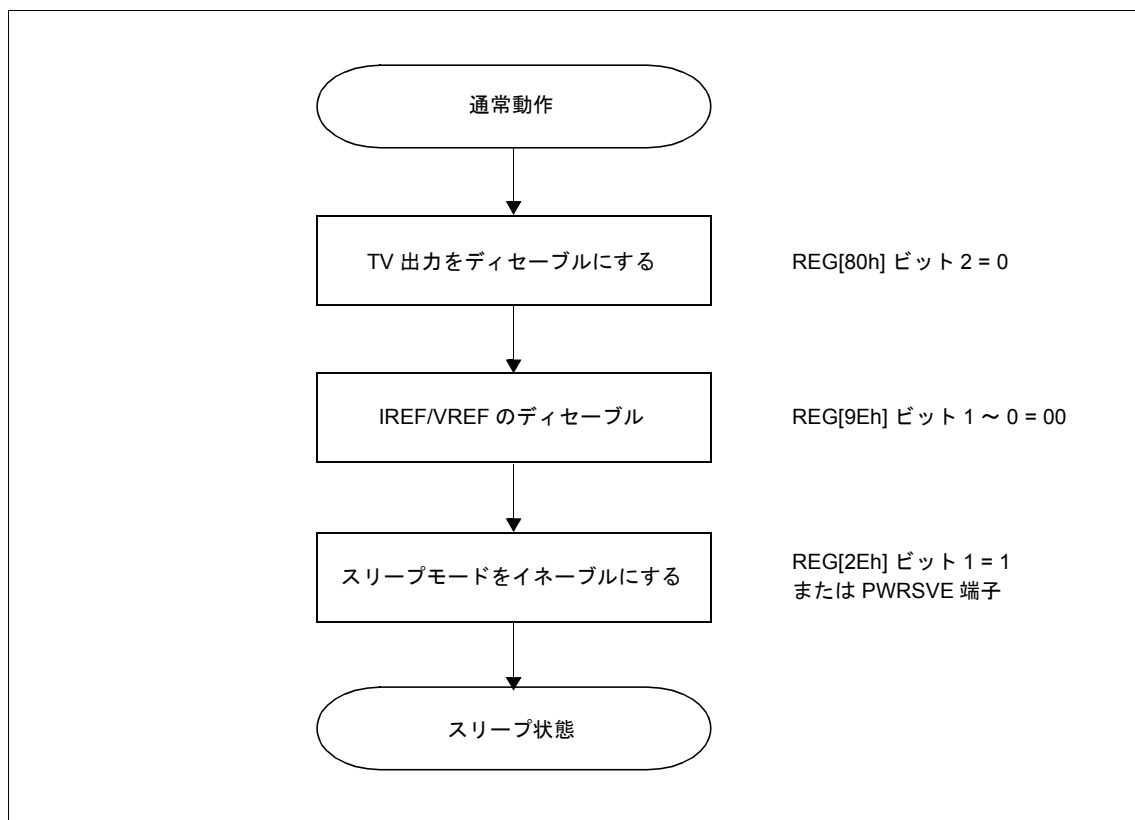 通常動作
TV 出力をディセーブルにする
REG[80h] ビット 2 = 0
IREF/VREF のディセーブル
REG[9Eh] ビット 1 ～ 0 = 00
スリープモードをイネーブルにする
REG[2Eh] ビット 1 = 1
または PWRSVE 端子
スリープ状態